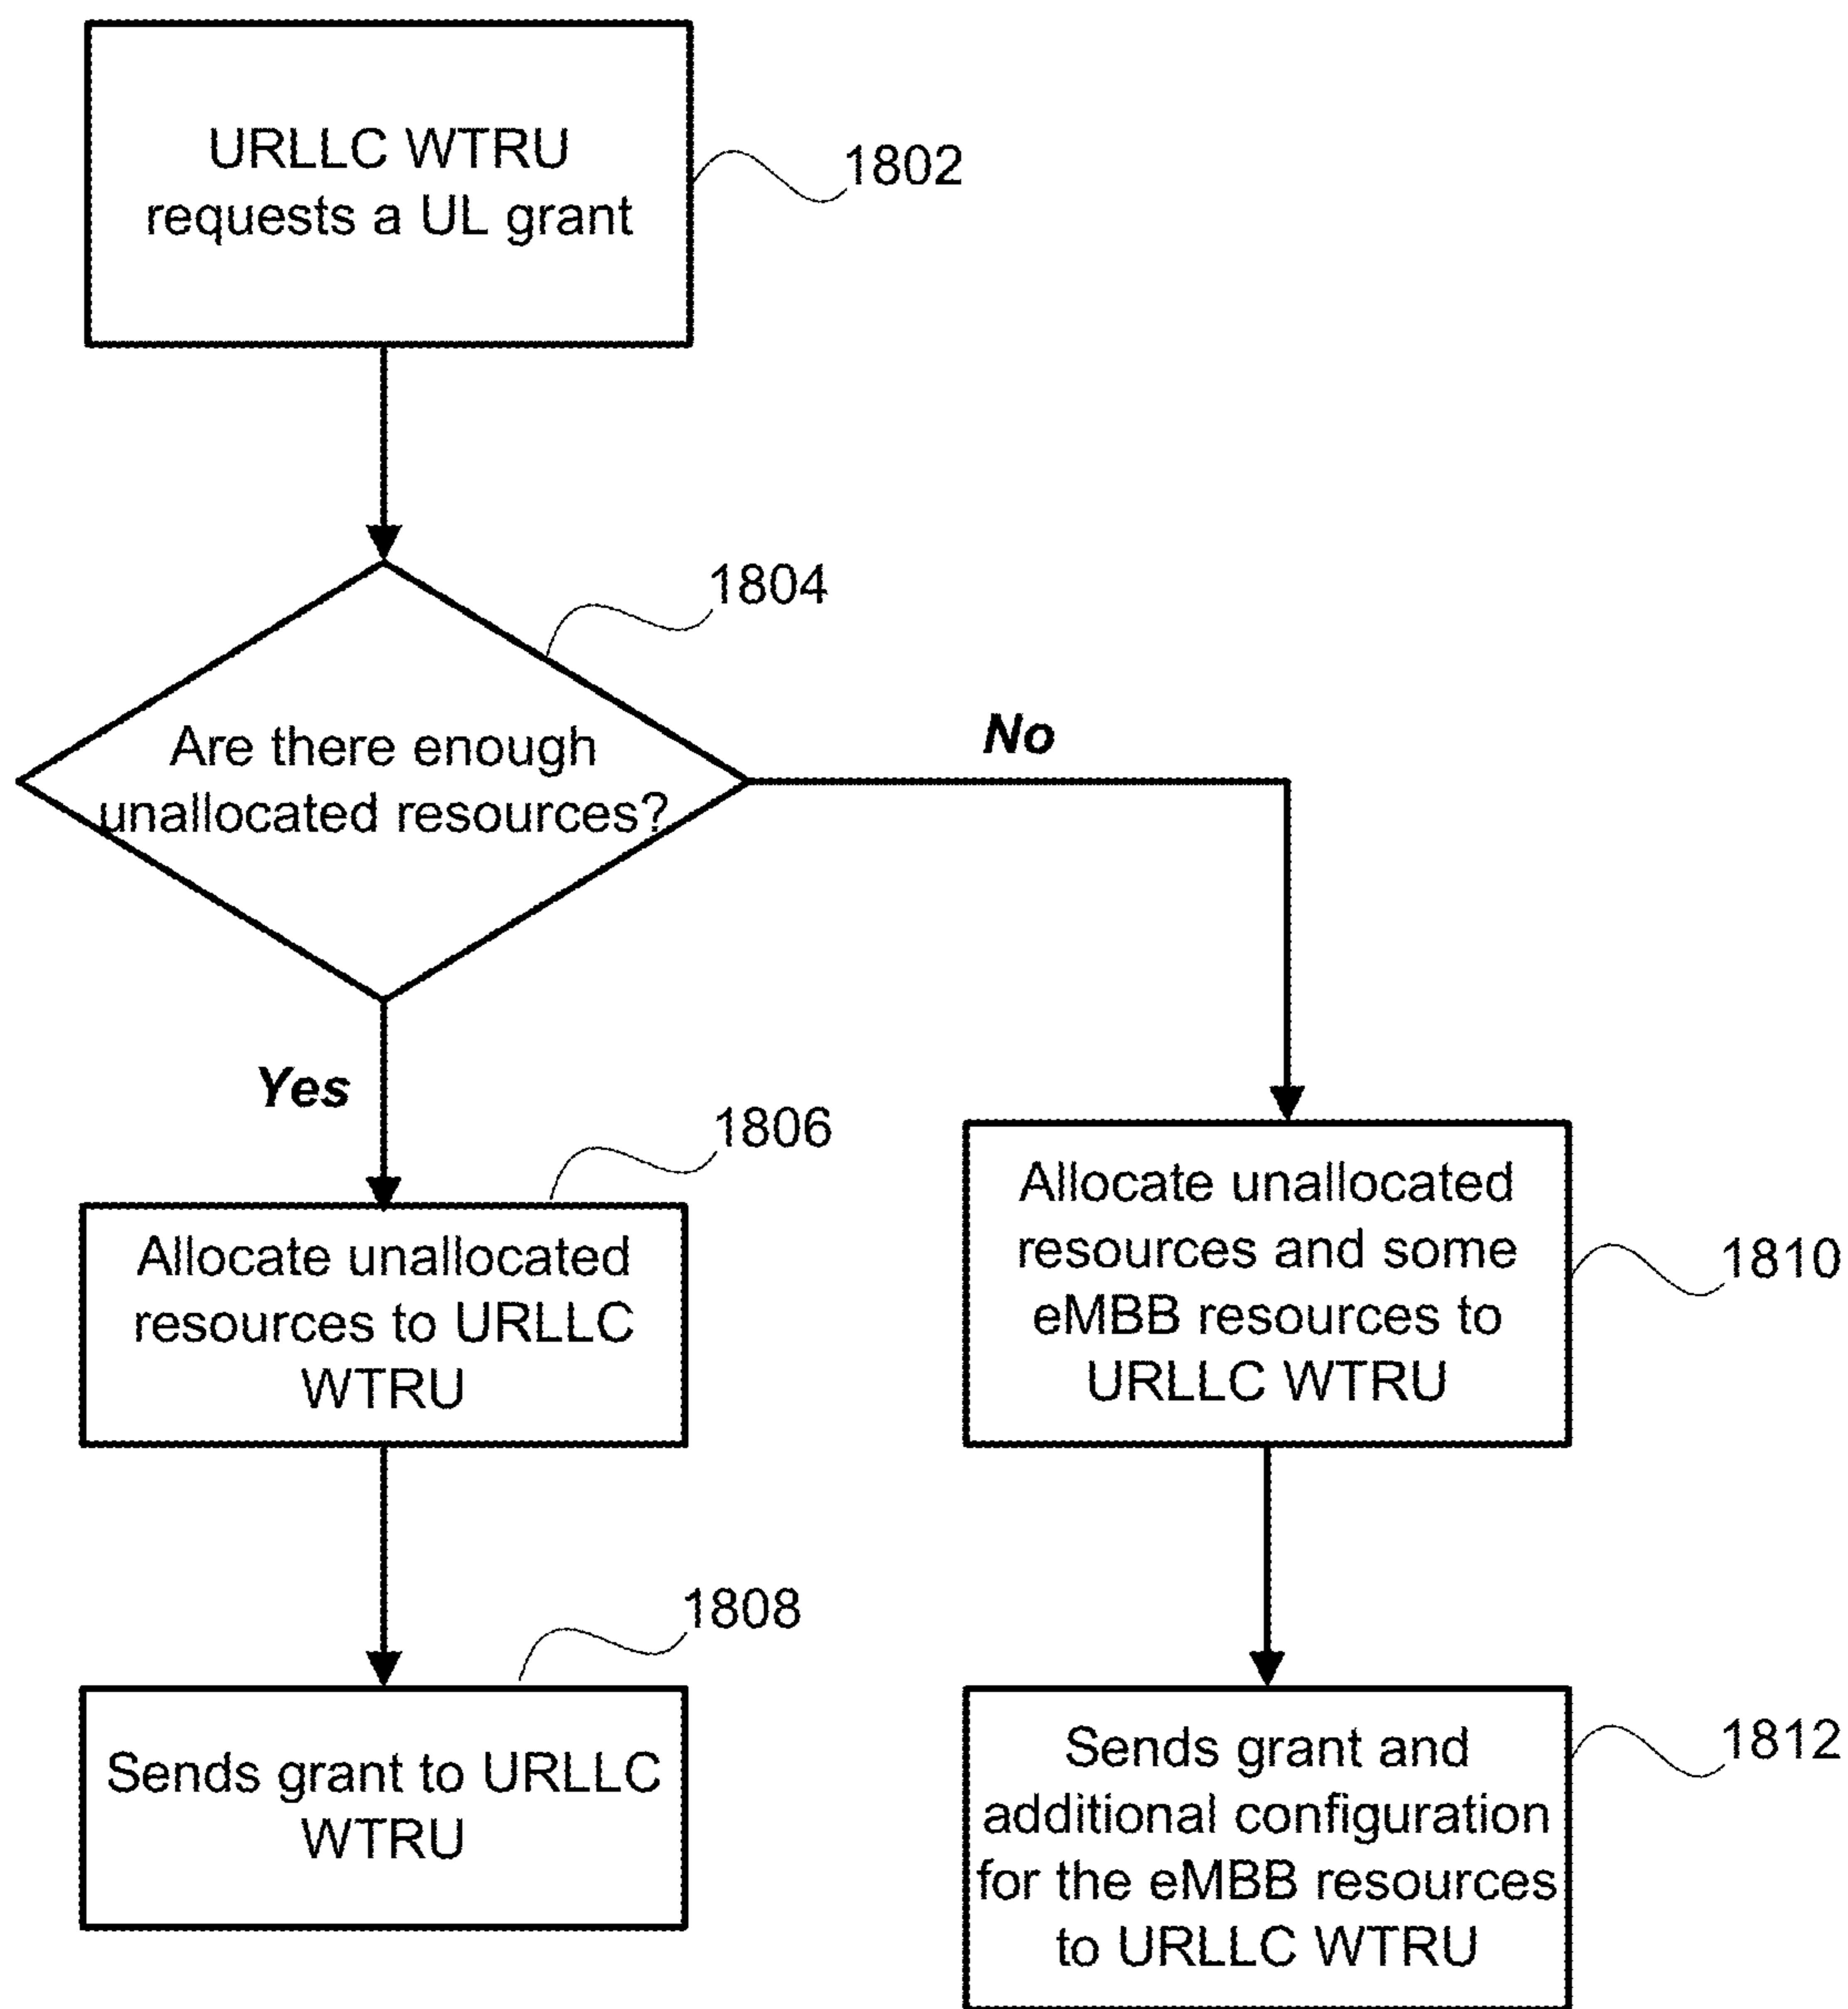 URLLC WTRU
requests a UL grant
1802
1804
Are there enough
unallocated resources?
No
Yes
1806
Allocate unallocated
resources to URLLC
WTRU
Allocate unallocated
resources and some
eMBB resources to
URLLC WTRU
1810
1808
Sends grant to URLLC
WTRU
Sends grant and
additional configuration
for the eMBB resources
to URLLC WTRU
1812